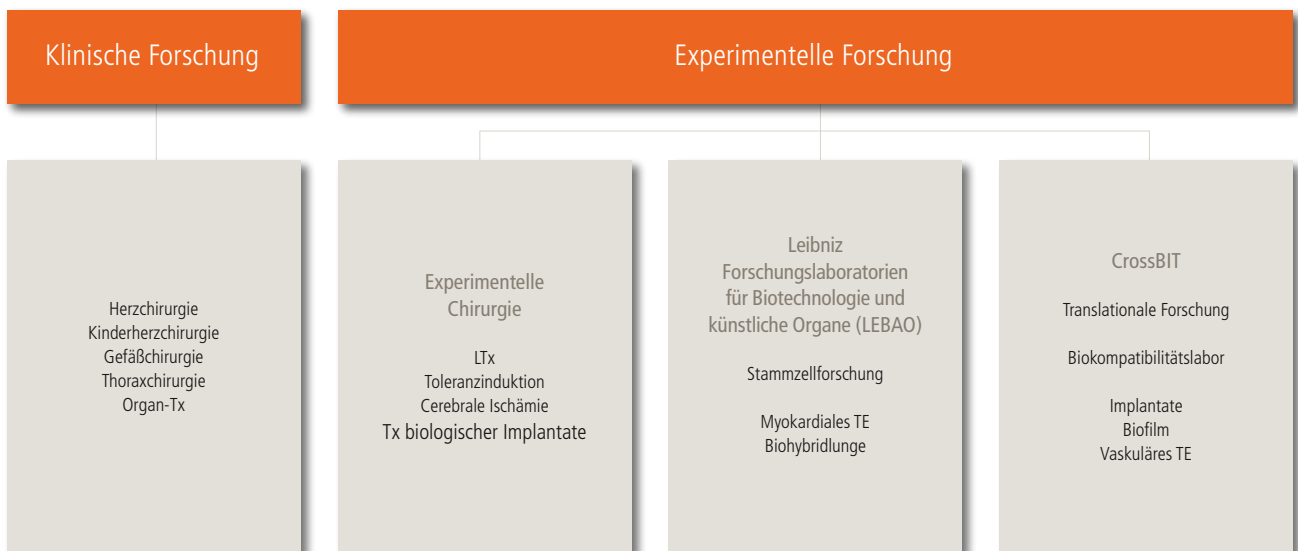 Klinische Forschung
Experimentelle Forschung
Herzchirurgie
Kinderherzchirurgie
Gefäßchirurgie
Thoraxchirurgie
Organ-Tx
Experimentelle
Chirurgie
LTx
Toleranzinduktion
Cerebrale Ischämie
Tx biologischer Implantate
Leibniz
Forschungslaboratorien
für Biotechnologie und
künstliche Organe (LEBAO)
Stammzellforschung
Myokardiales TE
Biohybridlunge
CrossBIT
Translationale Forschung
Biokompatibilitätslabor
Implantate
Biofilm
Vaskuläres TE